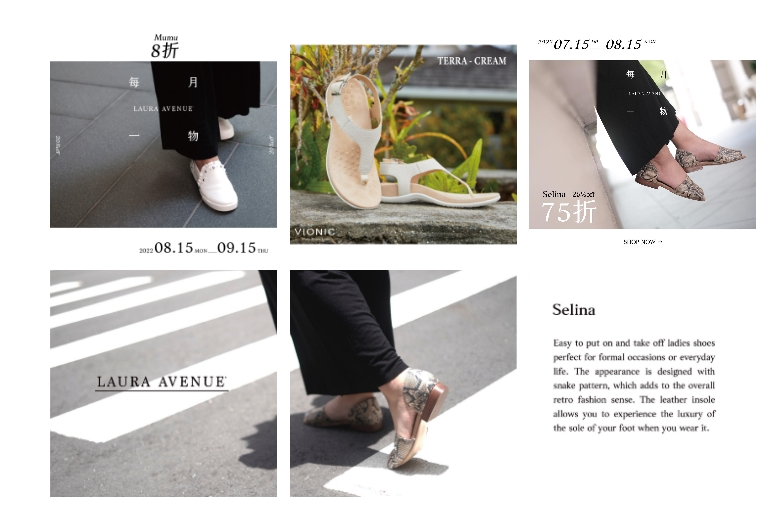 Mumu
8折
每 月
LAURA AVENUE
一 物
2022 08.15 MON__09.15 THU
TERRA - CREAM
VIONIC
07.15 08.15
每 月
一 物
Selina
75折
SHOP NOW
LAURA AVENUE
Selina
Easy to put on and take off ladies shoes
perfect for formal occasions or everyday
life. The appearance is designed with
snake pattern, which adds to the overall
retro fashion sense. The leather insole
allows you to experience the luxury of
the sole of your foot when you wear it.